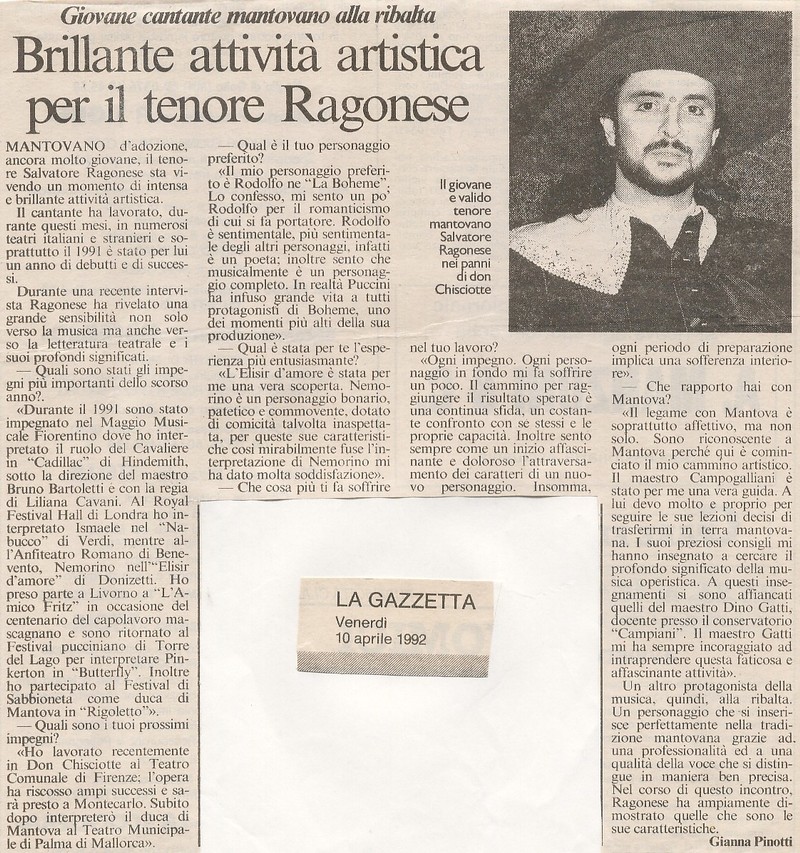 Giovane cantante mantovano alla ribalta
Brillante attività artistica
per il tenore Ragonese
MANTOVANO d'adozione,
ancora molto giovane, il teno-
re Salvatore Ragonese sta vi-
vendo un momento di intensa
e brillante attività artistica.
Il cantante ha lavorato, du-
rante questi mesi, in numerosi
teatri italiani e stranieri e so-
prattutto il 1991 è stato per lui
un anno di debutti e di succes-
si.
Durante una recente intervi-
sta Ragonese ha rivelato una
grande sensibilità non solo
verso la musica ma anche ver-
so la letteratura teatrale e i
suoi profondi significati.
— Quali sono stati gli impe-
gni più importanti dello scorso
anno?.
«Durante il 1991 sono stato
impegnato nel Maggio Musi-
cale Fiorentino dove ho inter-
pretato il ruolo del Cavaliere
in "Cadillac" di Hindemith,
sotto la direzione del maestro
Bruno Bartoletti e con la regia
di Liliana Cavani. Al Royal
Festival Hall di Londra ho in-
terpretato Ismaele nel "Na-
bucco" di Verdi, mentre al-
l'Anfiteatro Romano di Bene-
vento, Nemorino nell'"Elisir
d'amore" di Donizetti. Ho
preso parte a Livorno a "L'A-
mico Fritz" in occasione del
centenario del capolavoro ma-
scagnano e sono ritornato al
Festival pucciniano di Torre
del Lago per interpretare Pin-
kerton in "Butterfly". Inoltre
ho partecipato al Festival di
Sabbioneta come duca di
Mantova in "Rigoletto"».
— Quali sono i tuoi prossimi
impegni?
«Ho lavorato recentemente
in Don Chisciotte al Teatro
Comunale di Firenze; l'opera
ha riscosso ampi successi e sa-
rà presto a Montecarlo. Subito
dopo interpreterò il duca di
Mantova al Teatro Municipa-
le di Palma di Mallorca».
— Qual è il tuo personaggio
preferito?
«Il mio personaggio preferi-
to è Rodolfo ne "La Boheme".
Lo confesso, mi sento un po'
Rodolfo per il romanticismo
di cui si fa portatore. Rodolfo
è sentimentale, più sentimenta-
le degli altri personaggi, infatti
è un poeta; inoltre sento che
musicalmente è un personag-
gio completo. In realtà Puccini
ha infuso grande vita a tutti
protagonisti di Boheme, uno
dei momenti più alti della sua
produzione».
— Qual è stata per te l'espe-
rienza più entusiasmante?
«L'Elisir d'amore è stata per
me una vera scoperta. Nemo-
rino è un personaggio bonario,
patetico e commovente, dotato
di comicità talvolta inaspetta-
ta, per queste sue caratteristi-
che così mirabilmente fuse l'in-
terpretazione di Nemorino mi
ha dato molta soddisfazione».
— Che cosa più ti fa soffrire
Il giovane
e valido
tenore
mantovano
Salvatore
Ragonese
nei panni
di don
Chisciotte
nel tuo lavoro?
«Ogni impegno. Ogni perso-
naggio in fondo mi fa soffrire
un poco. Il cammino per rag-
giungere il risultato sperato è
una continua sfida, un costan-
te confronto con se stessi e le
proprie capacità. Inoltre sento
sempre come un inizio affasci-
nante e doloroso l'attraversa-
mento dei caratteri di un nuo-
vo personaggio. Insomma,
ogni periodo di preparazione
implica una sofferenza interio-
re».
— Che rapporto hai con
Mantova?
«Il legame con Mantova è
soprattutto affettivo, ma non
solo. Sono riconoscente a
Mantova perché qui è comin-
ciato il mio cammino artistico.
Il maestro Campogalliani è
stato per me una vera guida. A
lui devo molto e proprio per
seguire le sue lezioni decisi di
trasferirmi in terra mantova-
na. I suoi preziosi consigli mi
hanno insegnato a cercare il
profondo significato della mu-
sica operistica. A questi inse-
gnamenti si sono affiancati
quelli del maestro Dino Gatti,
docente presso il conservatorio
"Campiani". Il maestro Gatti
mi ha sempre incoraggiato ad
intraprendere questa faticosa e
affascinante attività».
Un altro protagonista della
musica, quindi, alla ribalta.
Un personaggio che si inseri-
sce perfettamente nella tradi-
zione mantovana grazie ad
una professionalità ed a una
qualità della voce che si distin-
gue in maniera ben precisa.
Nel corso di questo incontro,
Ragonese ha ampiamente di-
mostrato quelle che sono le
sue caratteristiche.
Gianna Pinotti
LA GAZZETTA
Venerdì
10 aprile 1992